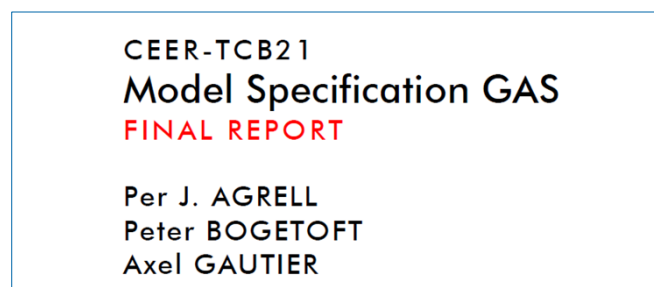 CEER-TCB21
Model Specification GAS
FINAL REPORT
Per J. AGRELL
Peter BOGETOFT
Axel GAUTIER